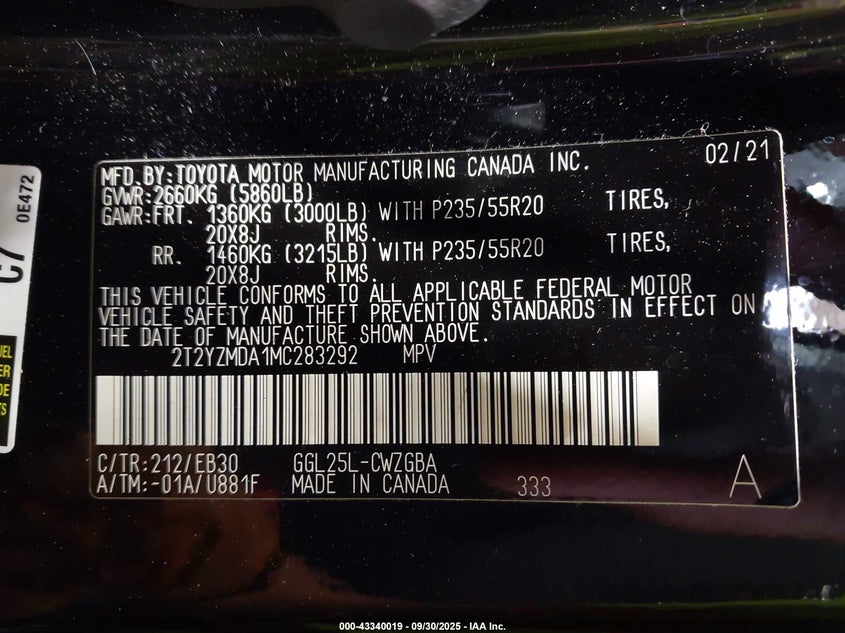 MFD. BY: TOYOTA MOTOR MANUFACTURING CANADA INC. 02/21
GVWR: 2660KG (5860LB)
GAWR: FRT. 1360KG (3000LB) WITH P235/55R20 TIRES,
20X8J RIMS.
RR. 1460KG (3215LB) WITH P235/55R20 TIRES,
20X8J RIMS.
THIS VEHICLE CONFORMS TO ALL APPLICABLE FEDERAL MOTOR
VEHICLE SAFETY AND THEFT PREVENTION STANDARDS IN EFFECT ON
THE DATE OF MANUFACTURE SHOWN ABOVE.
2T2YZMDA1MC283292 MPV
C/TR: 212/EB30 GGL25L-CWZGBA
A/TM: -01A/U881F MADE IN CANADA 333 A
0E472
C7
000-43340019 - 09/30/2025 - IAA Inc.